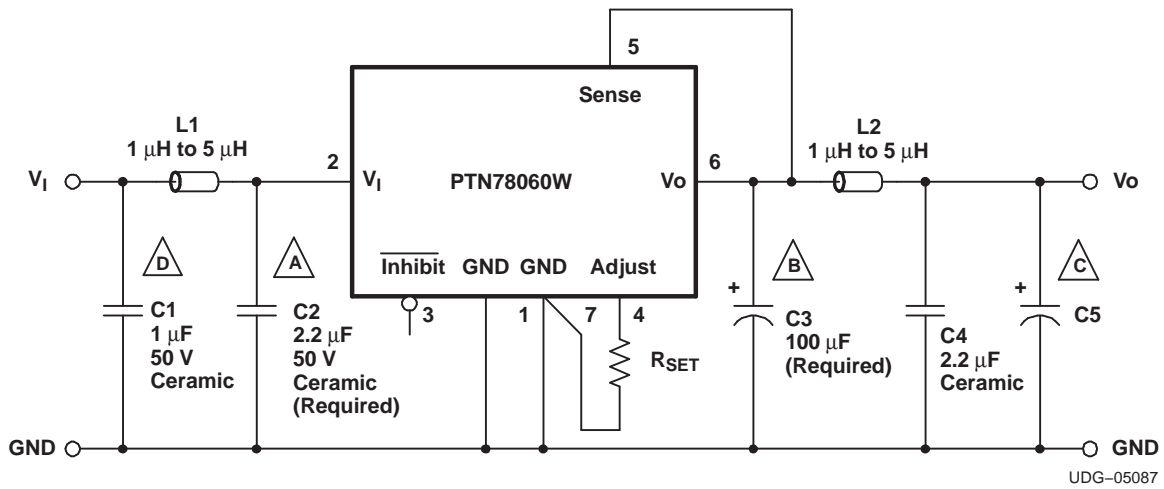 5
Sense
L1
1 μH to 5 μH
L2
1 μH to 5 μH
2
6
VI
VI
PTN78060W
Vo
Vo
D
A
Inhibit
GND
GND
Adjust
B
C
3
1
7
4
C1
1 μF
50 V
Ceramic
C2
2.2 μF
50 V
Ceramic
(Required)
RSET
+
C3
100 μF
(Required)
C4
2.2 μF
Ceramic
+
C5
GND
GND
UDG–05087